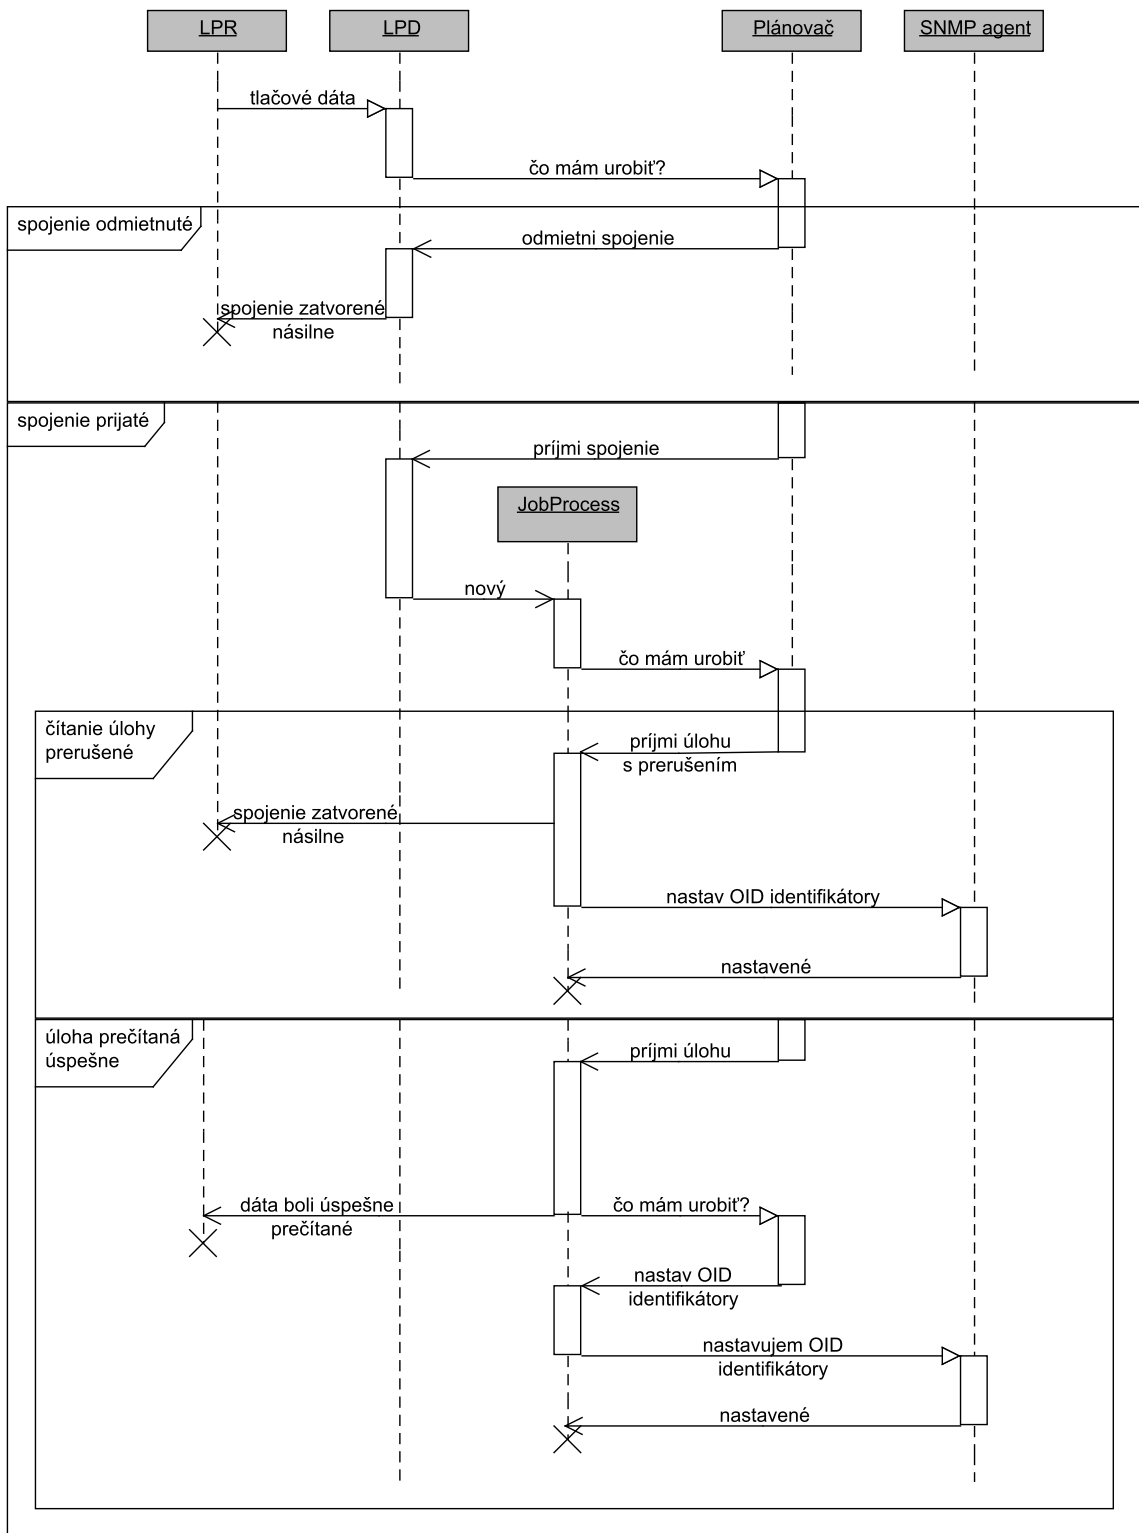 LPR
LPD
Plánovač
SNMP agent
tlačové dáta
čo mám urobiť?
spojenie odmietnuté
odmietni spojenie
spojenie zatvorené
násilne
spojenie prijaté
príjmi spojenie
JobProcess
nový
čo mám urobiť
čítanie úlohy
prerušené
príjmi úlohu
s prerušením
spojenie zatvorené
násilne
nastav OID identifikátory
nastavené
úloha prečítaná
úspešne
príjmi úlohu
dáta boli úspešne
prečítané
čo mám urobiť?
nastav OID
identifikátory
nastavujem OID
identifikátory
nastavené